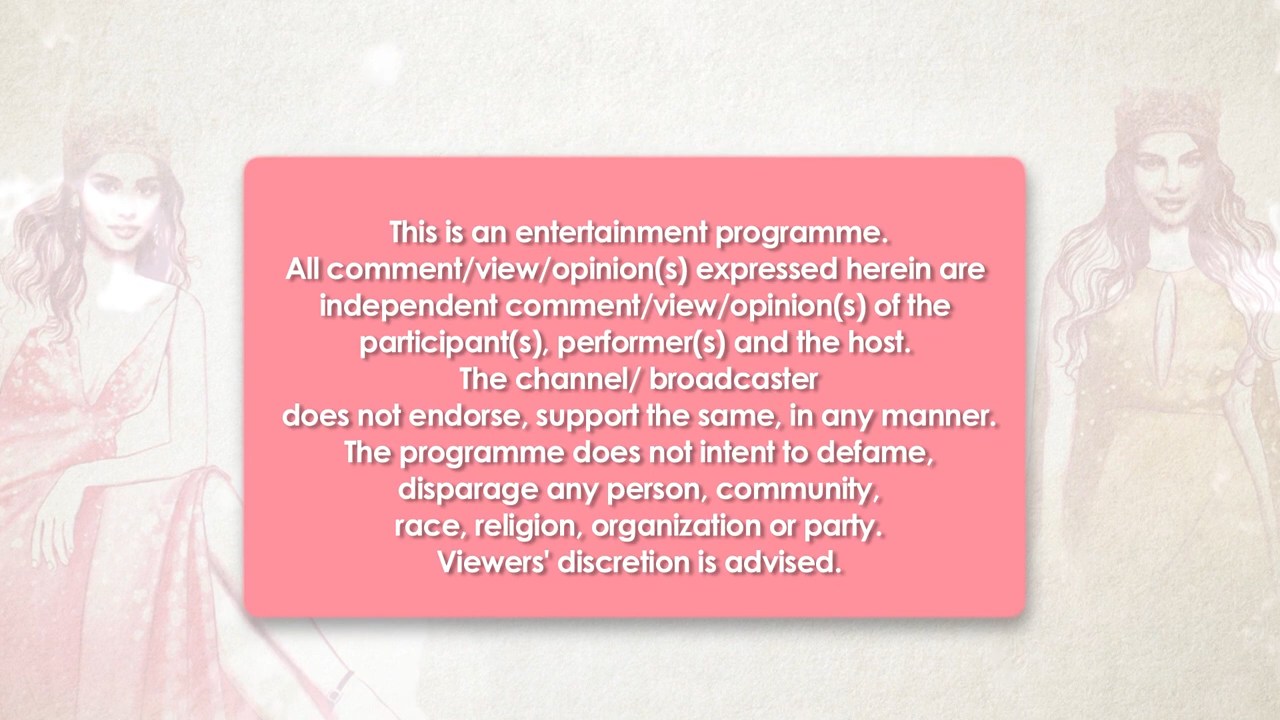 This is an entertainment programme.
All comment/view/opinion(s) expressed herein are
independent comment/view/opinion(s) of the
participant(s), performer(s) and the host.
The channel/ broadcaster
does not endorse, support the same, in any manner.
The programme does not intent to defame,
disparage any person, community,
race, religion, organization or party.
Viewers' discretion is advised.